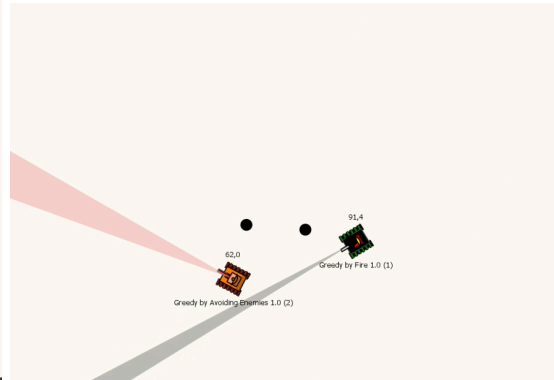 91,4
62,0
Greedy by Fire 1.0 (1)
Greedy by Avoiding Enemies 1.0 (2)